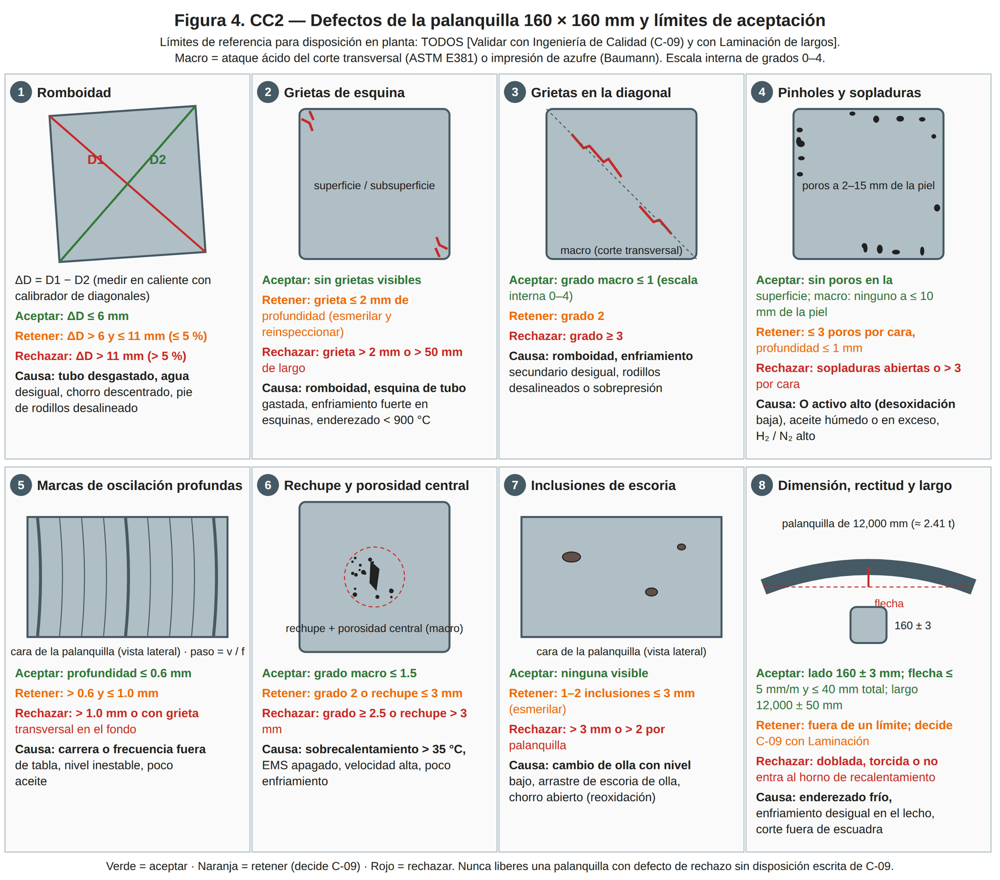 Figura 4. CC2 — Defectos de la palanquilla 160 × 160 mm y límites de aceptación
Límites de referencia para disposición en planta: TODOS [Validar con Ingeniería de Calidad (C-09) y con Laminación de largos].
Macro = ataque ácido del corte transversal (ASTM E381) o impresión de azufre (Baumann). Escala interna de grados 0–4.
1 Romboidad
D1 D2
ΔD = D1 − D2 (medir en caliente con
calibrador de diagonales)
Aceptar: ΔD ≤ 6 mm
Retener: ΔD > 6 y ≤ 11 mm (≤ 5 %)
Rechazar: ΔD > 11 mm (> 5 %)
Causa: tubo desgastado, agua
desigual, chorro descentrado, pie
de rodillos desalineado
2 Grietas de esquina
superficie / subsuperficie
Aceptar: sin grietas visibles
Retener: grieta ≤ 2 mm de
profundidad (esmerilar y
reinspeccionar)
Rechazar: grieta > 2 mm o > 50 mm
de largo
Causa: romboidad, esquina de tubo
gastada, enfriamiento fuerte en
esquinas, enderezado < 900 °C
3 Grietas en la diagonal
macro (corte transversal)
Aceptar: grado macro ≤ 1 (escala
interna 0–4)
Retener: grado 2
Rechazar: grado ≥ 3
Causa: romboidad, enfriamiento
secundario desigual, rodillos
desalineados o sobrepresión
4 Pinholes y sopladuras
poros a 2–15 mm de la piel
Aceptar: sin poros en la
superficie; macro: ninguno a ≤ 10
mm de la piel
Retener: ≤ 3 poros por cara,
profundidad ≤ 1 mm
Rechazar: sopladuras abiertas o > 3
por cara
Causa: O activo alto (desoxidación
baja), aceite húmedo o en exceso,
H₂ / N₂ alto
5 Marcas de oscilación profundas
cara de la palanquilla (vista lateral) · paso = v / f
Aceptar: profundidad ≤ 0.6 mm
Retener: > 0.6 y ≤ 1.0 mm
Rechazar: > 1.0 mm o con grieta
transversal en el fondo
Causa: carrera o frecuencia fuera
de tabla, nivel inestable, poco
aceite
6 Rechupe y porosidad central
rechupe + porosidad central (macro)
Aceptar: grado macro ≤ 1.5
Retener: grado 2 o rechupe ≤ 3 mm
Rechazar: grado ≥ 2.5 o rechupe > 3
mm
Causa: sobrecalentamiento > 35 °C,
EMS apagado, velocidad alta, poco
enfriamiento
7 Inclusiones de escoria
cara de la palanquilla (vista lateral)
Aceptar: ninguna visible
Retener: 1–2 inclusiones ≤ 3 mm
(esmerilar)
Rechazar: > 3 mm o > 2 por
palanquilla
Causa: cambio de olla con nivel
bajo, arrastre de escoria de olla,
chorro abierto (reoxidación)
8 Dimensión, rectitud y largo
palanquilla de 12,000 mm (≈ 2.41 t)
flecha
160 ± 3
Aceptar: lado 160 ± 3 mm; flecha ≤
5 mm/m y ≤ 40 mm total; largo
12,000 ± 50 mm
Retener: fuera de un límite; decide
C-09 con Laminación
Rechazar: doblada, torcida o no
entra al horno de recalentamiento
Causa: enderezado frío,
enfriamiento desigual en el lecho,
corte fuera de escuadra
Verde = aceptar · Naranja = retener (decide C-09) · Rojo = rechazar. Nunca liberes una palanquilla con defecto de rechazo sin disposición escrita de C-09.